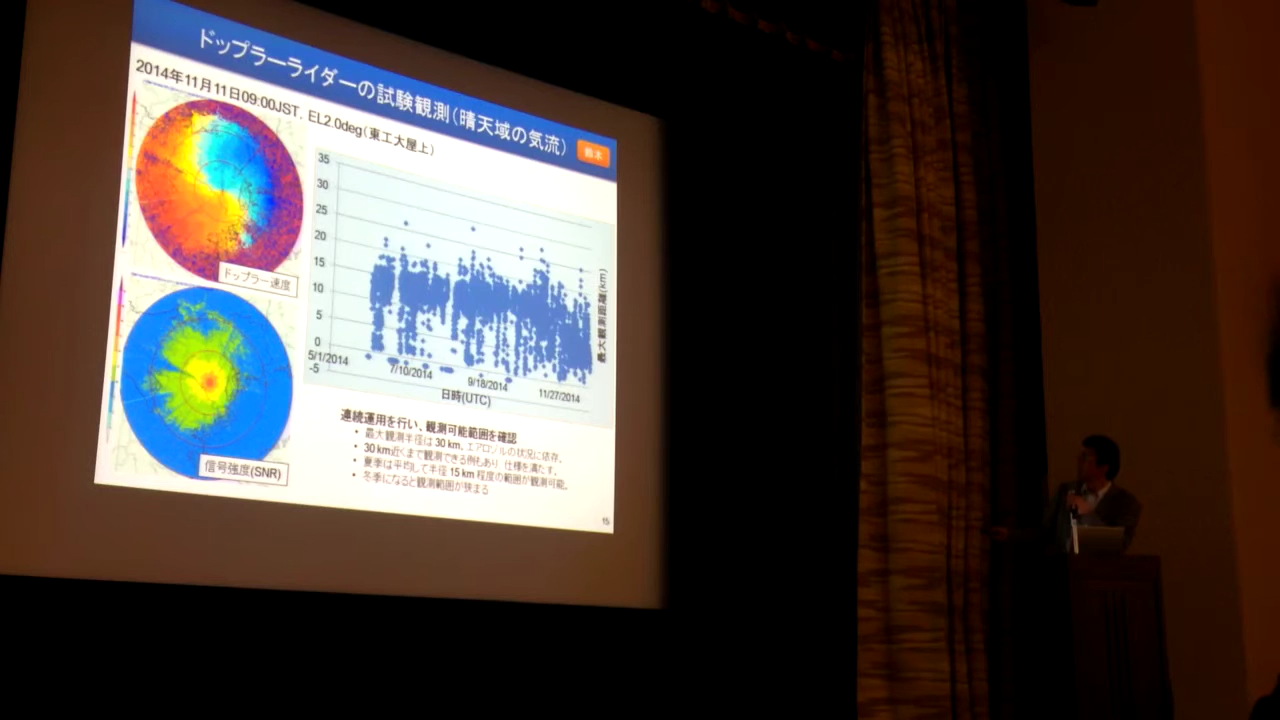 ドップラーライダーの試験観測(晴天域の気流)
鈴木
2014年11月11日09:00JST, EL2.0deg(東工大屋上)
ドップラー速度
信号強度(SNR)
35
30
25
20
15
10
5
0
-5
5/1/2014
7/10/2014
9/18/2014
11/27/2014
日時(UTC)
最大観測距離(km)
連続運用を行い、観測可能範囲を確認
• 最大観測半径は30 km、エアロゾルの状況に依存。
• 30 km近くまで観測できる例もあり 仕様を満たす。
• 夏季は平均して半径 15 km 程度の範囲が観測可能。
• 冬季になると観測範囲が狭まる
15